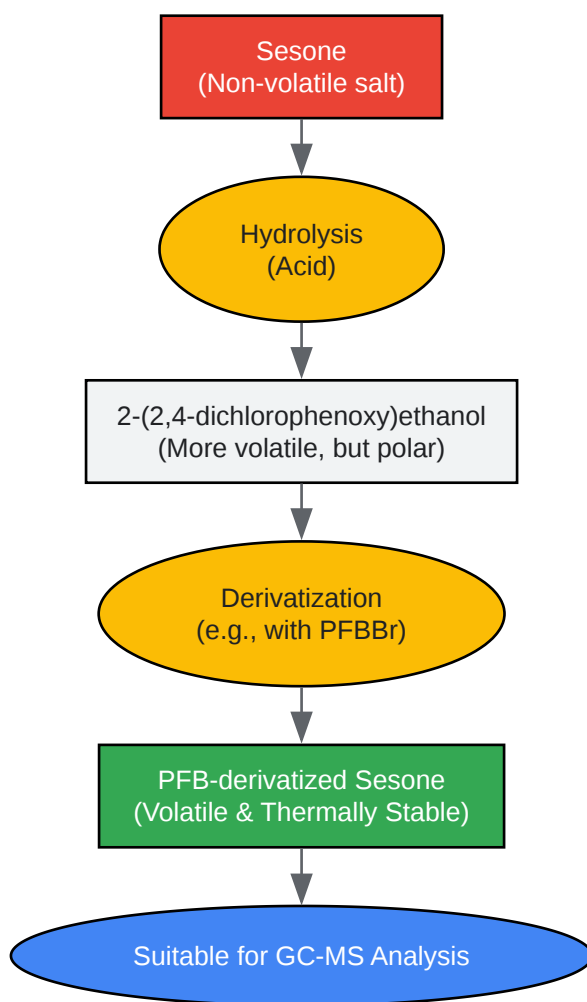 Sesone
(Non-volatile salt)
Hydrolysis
(Acid)
2-(2,4-dichlorophenoxy)ethanol
(More volatile, but polar)
Derivatization
(e.g., with PFBBr)
PFB-derivatized Sesone
(Volatile & Thermally Stable)
Suitable for GC-MS Analysis